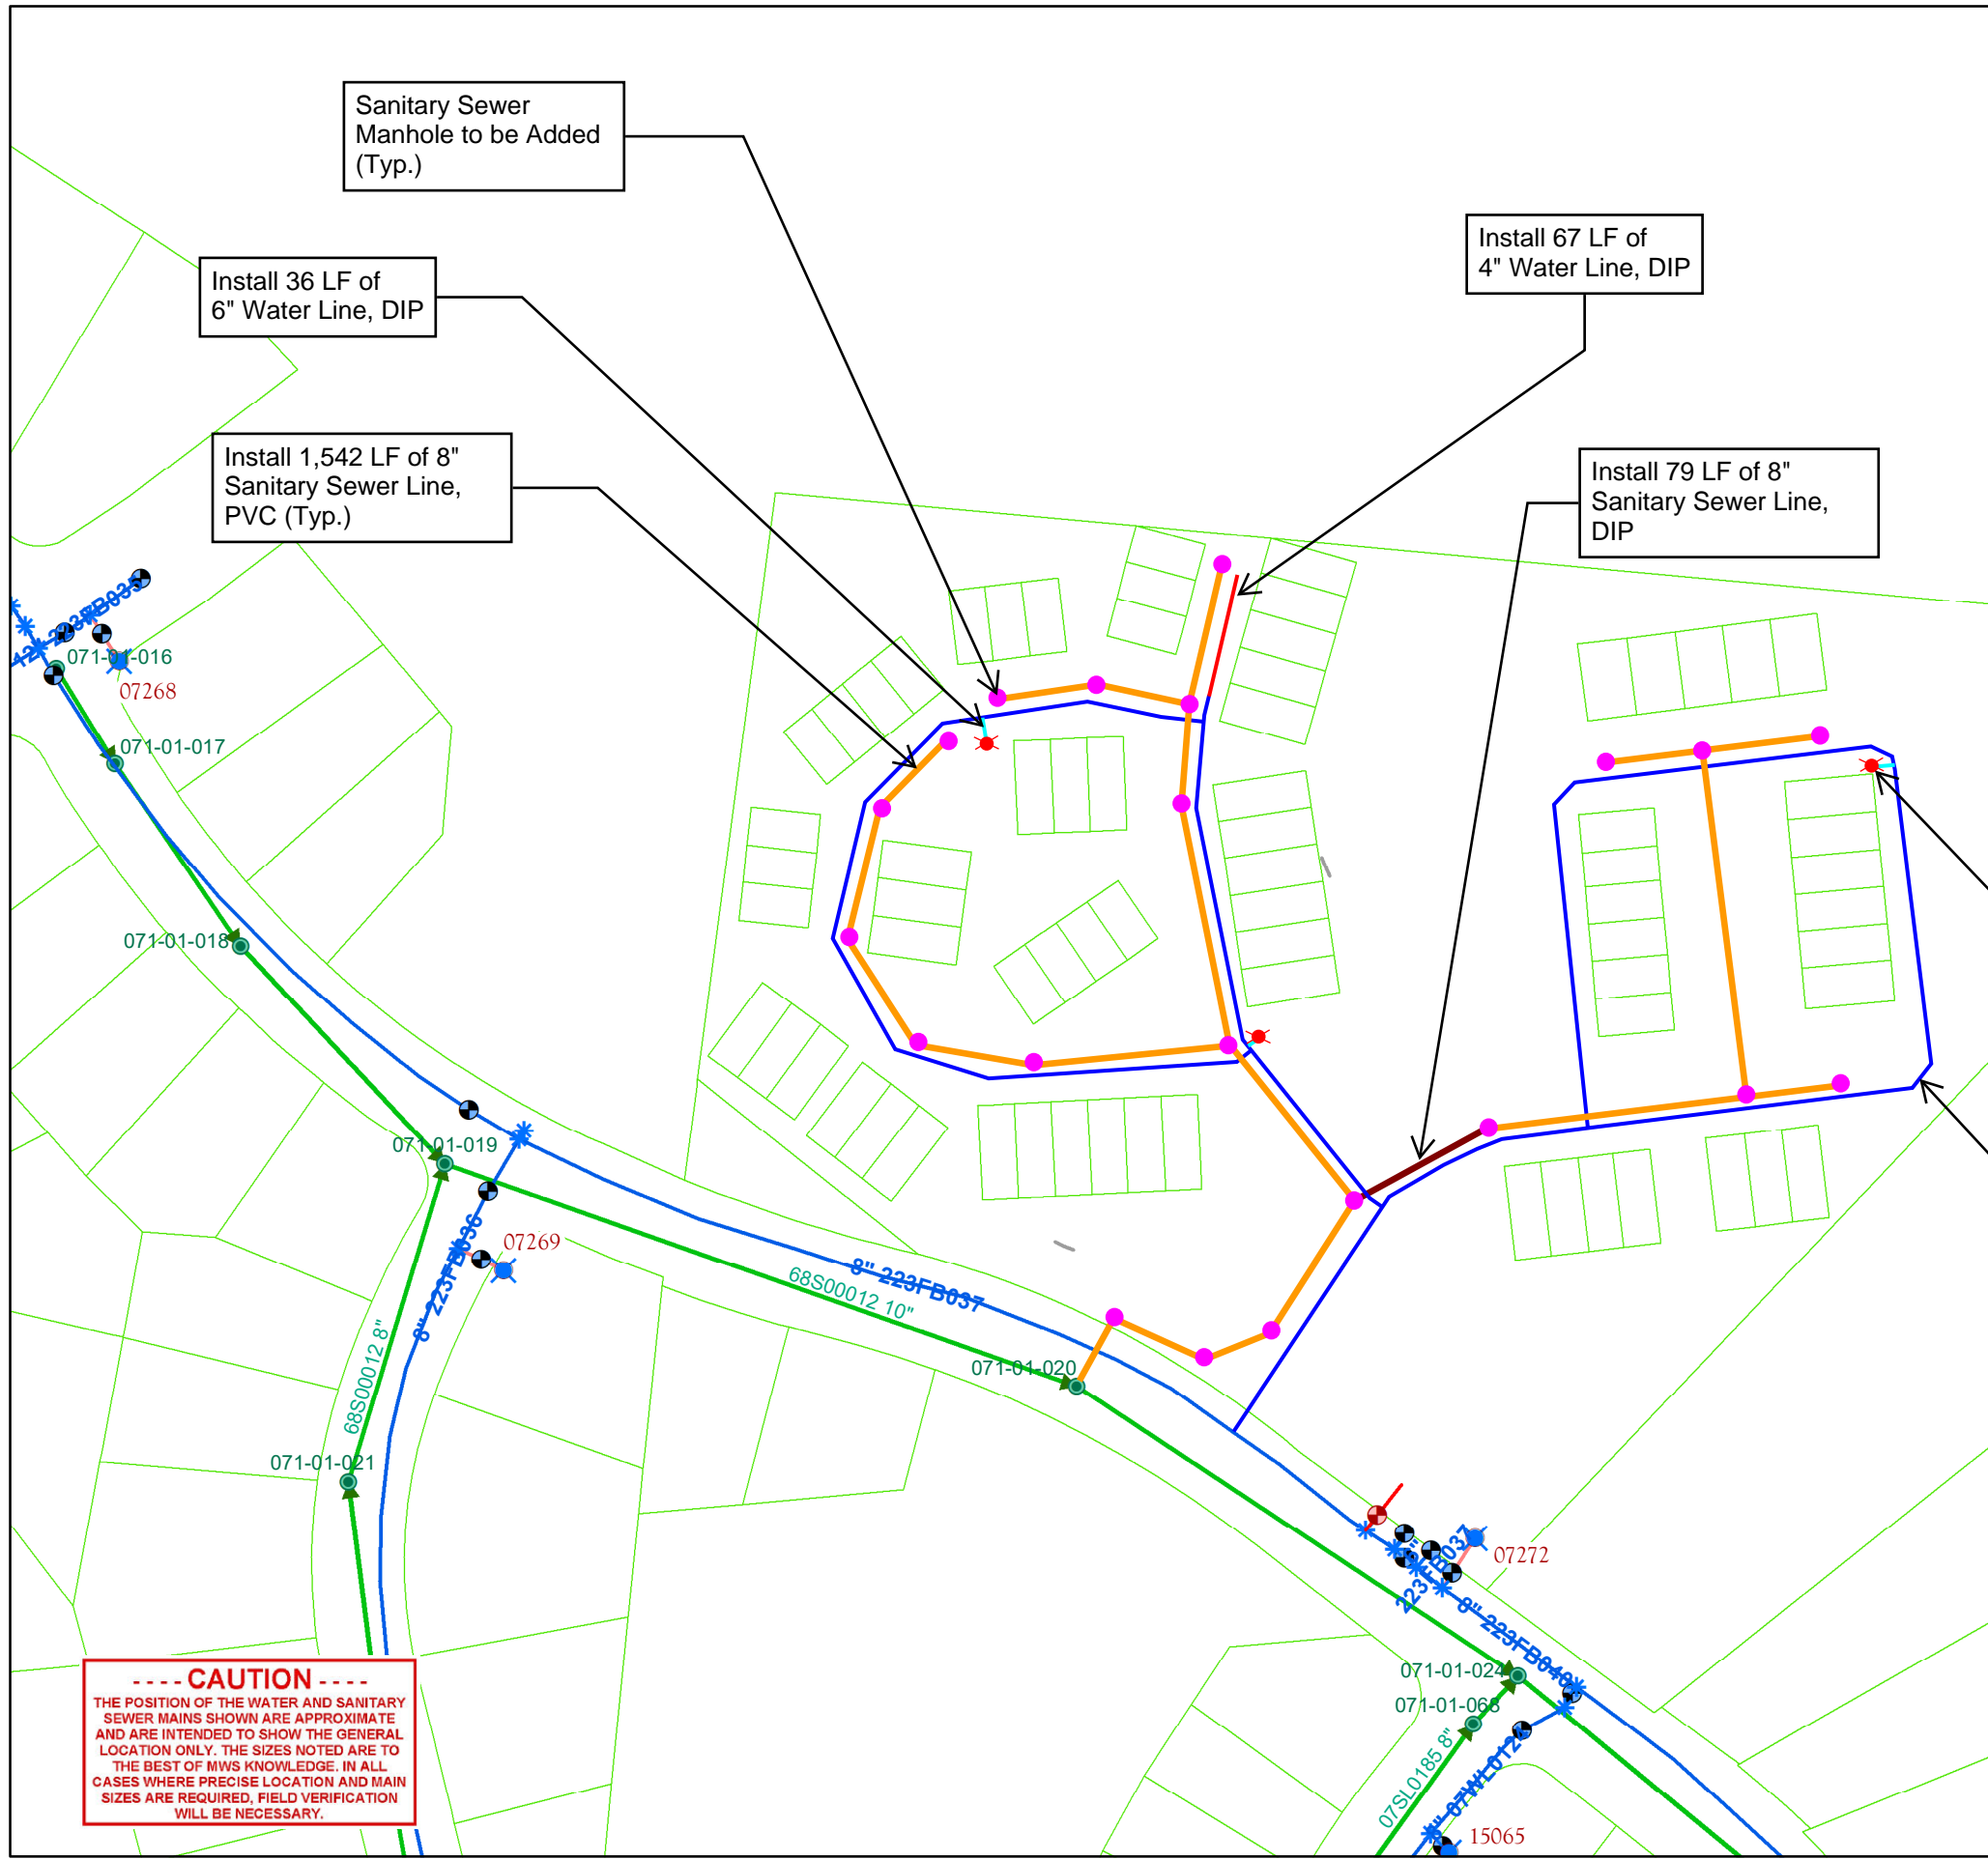 Sanitary Sewer
Manhole to be Added
(Typ.)
Install 67 LF of
4" Water Line, DIP
Install 36 LF of
6" Water Line, DIP
Install 1,542 LF of 8"
Sanitary Sewer Line,
PVC (Typ.)
Install 79 LF of 8"
Sanitary Sewer Line,
DIP
071-01-016
07268
071-01-017
071-01-018
071-01-019
07269
8" 223FB036
8" 223FB037
68S00012 10"
68S00012 8"
071-01-020
071-01-021
07272
223FB037
8" 223FB040
071-01-024
071-01-068
07SL0185 8"
15065
- - - - CAUTION - - - -
THE POSITION OF THE WATER AND SANITARY
SEWER MAINS SHOWN ARE APPROXIMATE
AND ARE INTENDED TO SHOW THE GENERAL
LOCATION ONLY. THE SIZES NOTED ARE TO
THE BEST OF MWS KNOWLEDGE. IN ALL
CASES WHERE PRECISE LOCATION AND MAIN
SIZES ARE REQUIRED, FIELD VERIFICATION
WILL BE NECESSARY.